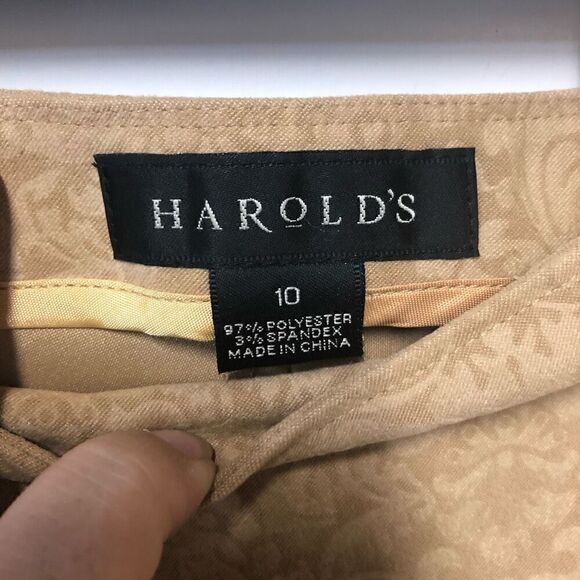 HAROLD'S
10
97% POLYESTER
3% SPANDEX
MADE IN CHINA